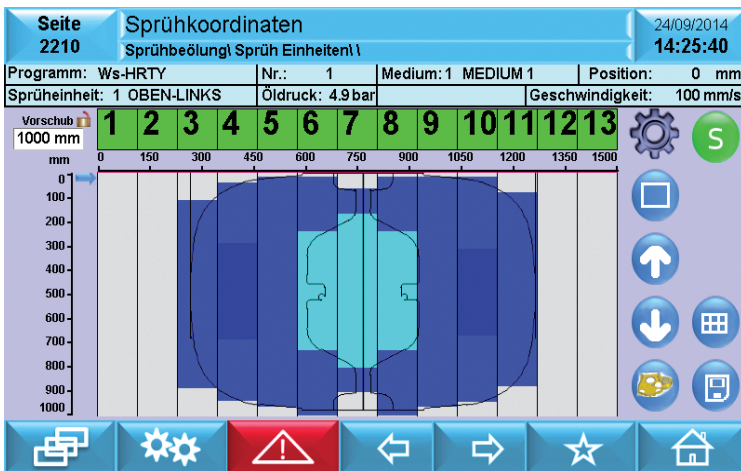 Seite
2210
Sprühkoordinaten
Sprühbeölung\ Sprüh Einheiten\ \
24/09/2014
14:25:40
Programm: Ws-HRTY Nr.: 1 Medium: 1 MEDIUM 1 Position: 0 mm
Sprüheinheit: 1 OBEN-LINKS Öldruck: 4.9 bar Geschwindigkeit: 100 mm/s
Vorschub
1000 mm
1 2 3 4 5 6 7 8 9 10 11 12 13
S
mm 0 150 300 450 600 750 900 1050 1200 1350 1500
0
100
200
300
400
500
600
700
800
900
1000